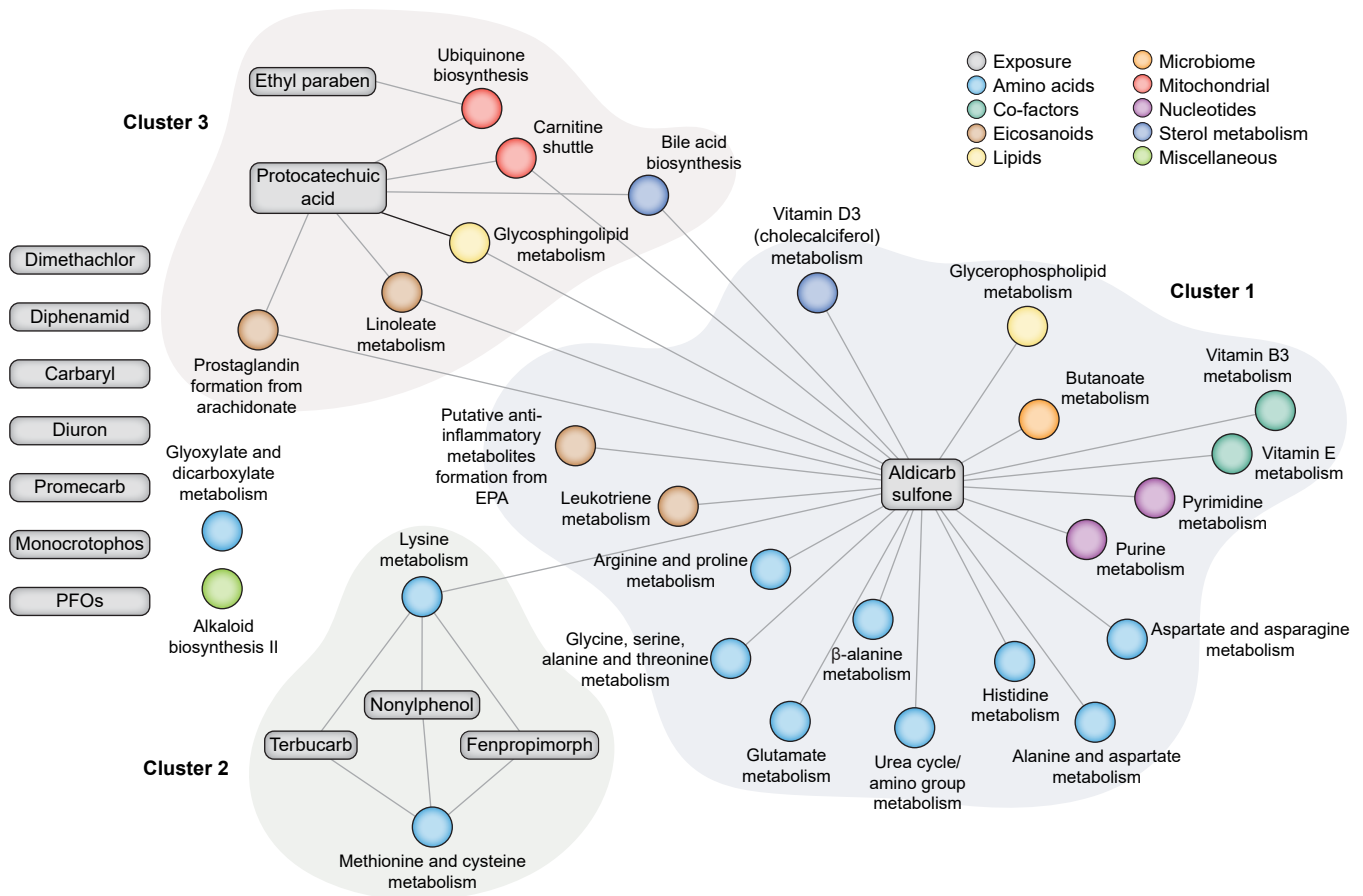 Ubiquinone
biosynthesis
Ethyl paraben
Cluster 3
Carnitine
shuttle
Bile acid
biosynthesis
Protocatechuic
acid
Glycosphingolipid
metabolism
Linoleate
metabolism
Prostaglandin
formation from
arachidonate
Exposure
Amino acids
Co-factors
Eicosanoids
Lipids
Microbiome
Mitochondrial
Nucleotides
Sterol metabolism
Miscellaneous
Dimethachlor
Diphenamid
Carbaryl
Diuron
Promecarb
Monocrotophos
PFOs
Glyoxylate and
dicarboxylate
metabolism
Alkaloid
biosynthesis II
Vitamin D3
(cholecalciferol)
metabolism
Glycerophospholipid
metabolism
Cluster 1
Vitamin B3
metabolism
Butanoate
metabolism
Vitamin E
metabolism
Putative anti-
inflammatory
metabolites
formation from
EPA
Aldicarb
sulfone
Leukotriene
metabolism
Pyrimidine
metabolism
Purine
metabolism
Arginine and proline
metabolism
Glycine, serine,
alanine and threonine
metabolism
β-alanine
metabolism
Aspartate and asparagine
metabolism
Histidine
metabolism
Glutamate
metabolism
Urea cycle/
amino group
metabolism
Alanine and aspartate
metabolism
Lysine
metabolism
Nonylphenol
Terbucarb
Fenpropimorph
Cluster 2
Methionine and cysteine
metabolism